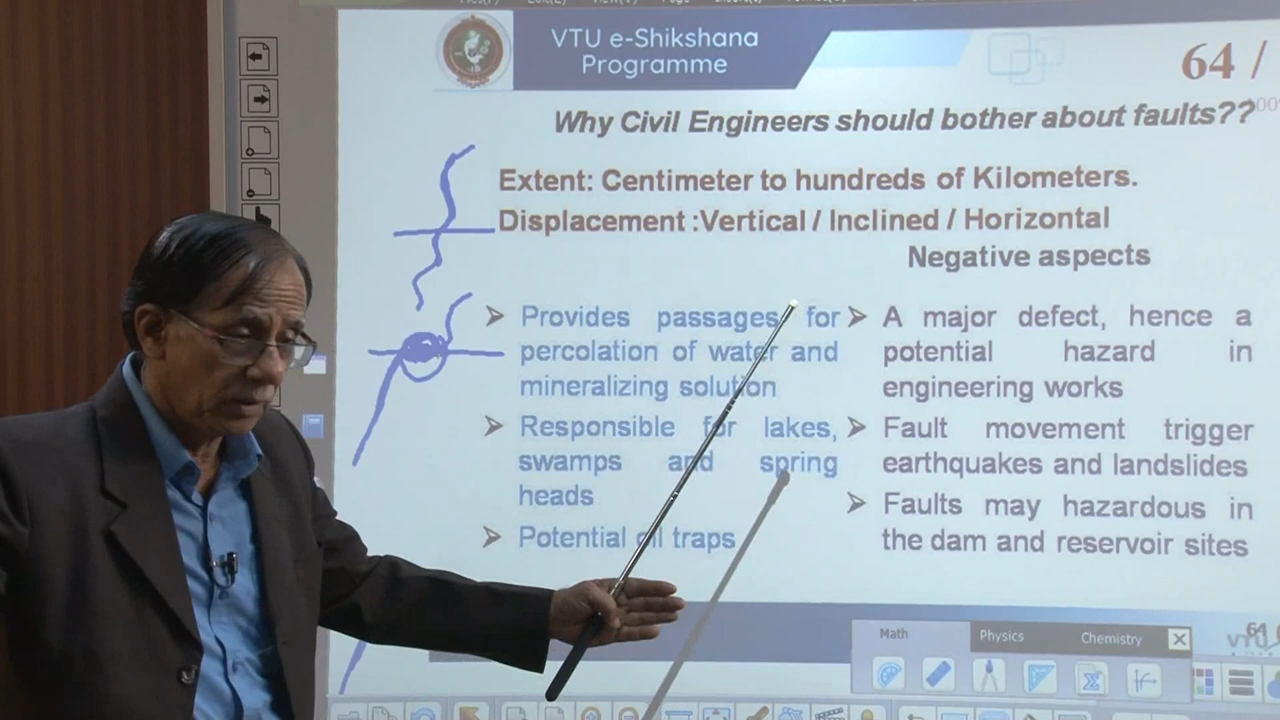 VTU e-Shikshana
Programme
64 /
Why Civil Engineers should bother about faults??
Extent: Centimeter to hundreds of Kilometers.
Displacement :Vertical / Inclined / Horizontal
Negative aspects
➢ Provides passages for
percolation of water and
mineralizing solution
➢ Responsible for lakes,
swamps and spring
heads
➢ Potential oil traps
➢ A major defect, hence a
potential hazard in
engineering works
➢ Fault movement trigger
earthquakes and landslides
➢ Faults may hazardous in
the dam and reservoir sites
Math Physics Chemistry